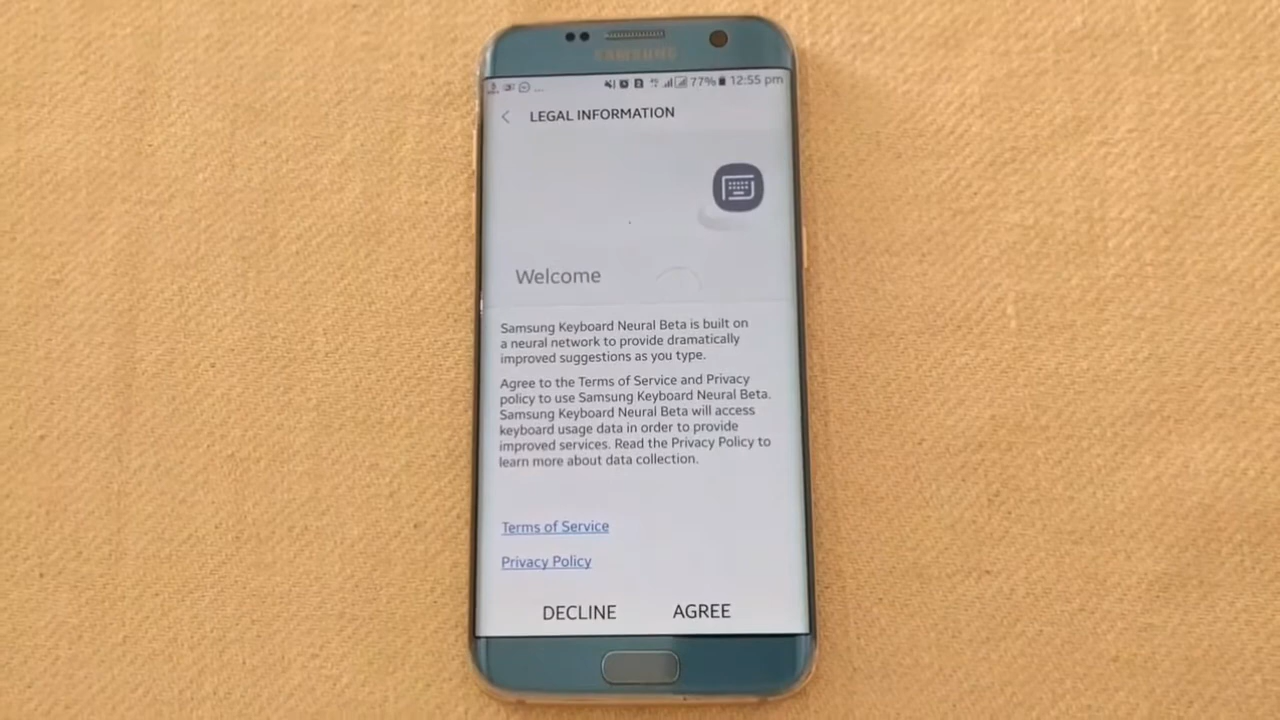 SAMSUNG
77% 12:55 pm
LEGAL INFORMATION
Welcome
Samsung Keyboard Neural Beta is built on
a neural network to provide dramatically
improved suggestions as you type.
Agree to the Terms of Service and Privacy
policy to use Samsung Keyboard Neural Beta.
Samsung Keyboard Neural Beta will access
keyboard usage data in order to provide
improved services. Read the Privacy Policy to
learn more about data collection.
Terms of Service
Privacy Policy
DECLINE AGREE